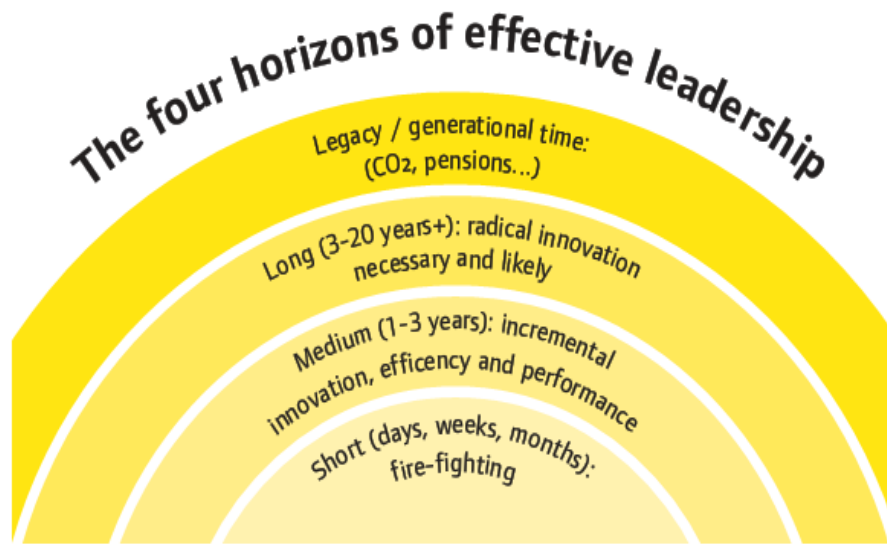 The four horizons of effective leadership
Legacy / generational time:
(CO2, pensions...)
Long (3-20 years+): radical innovation
necessary and likely
Medium (1-3 years): incremental
innovation, efficency and performance
Short (days, weeks, months):
fire-fighting